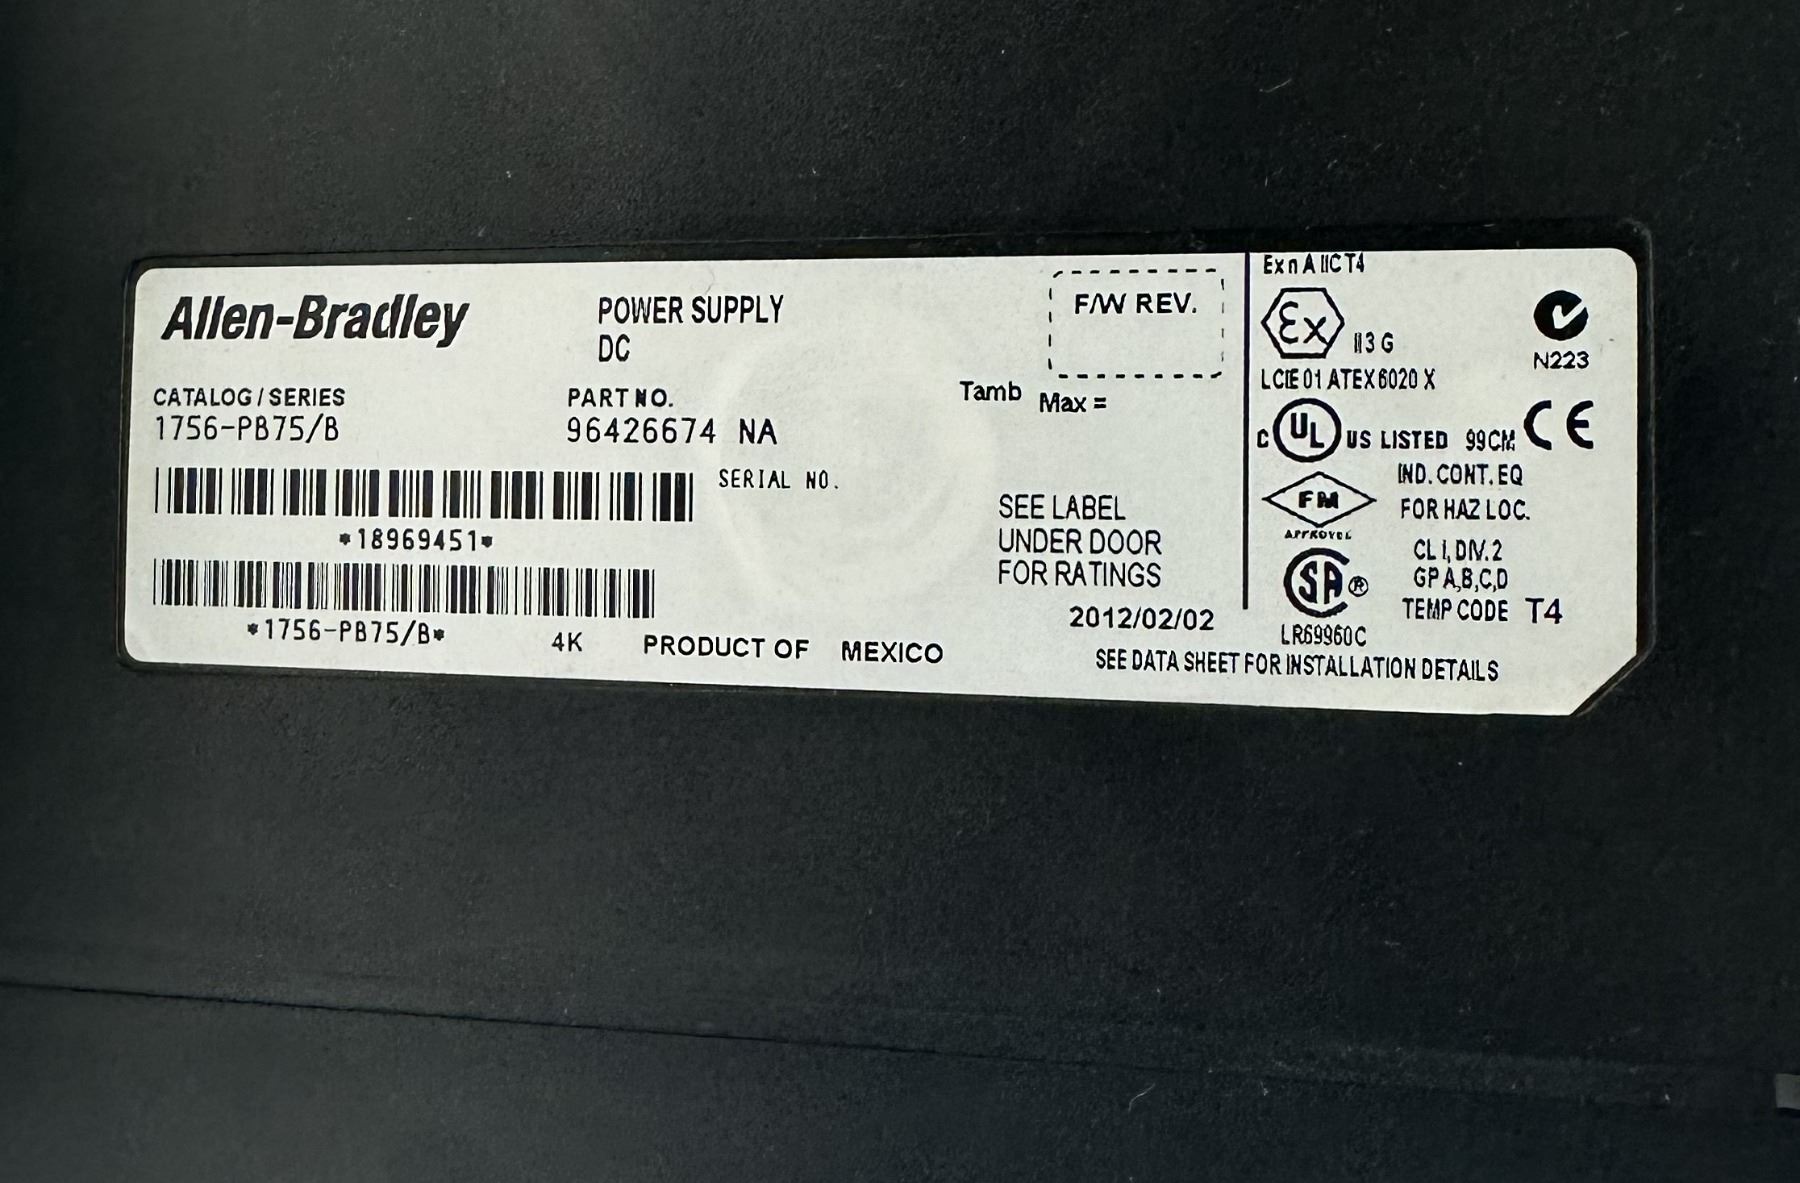 Allen-Bradley
POWER SUPPLY
DC
CATALOG / SERIES
1756-PB75/B
PART NO.
96426674 NA
SERIAL NO.
*18969451*
*1756-PB75/B*
4K
PRODUCT OF MEXICO
F/W REV.
Tamb Max =
SEE LABEL
UNDER DOOR
FOR RATINGS
2012/02/02
Ex n A IIC T4
Ex II 3 G
LCIE 01 ATEX 6020 X
N223
C UL US LISTED 99CM CE
IND. CONT. EQ
FOR HAZ LOC.
FM
APPROVED
CL I, DIV. 2
GP A,B,C,D
TEMP CODE T4
SA ®
LR69960C
SEE DATA SHEET FOR INSTALLATION DETAILS